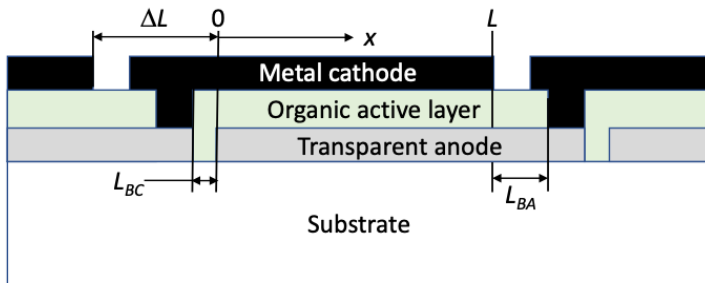 ΔL
0
x
L
Metal cathode
Organic active layer
Transparent anode
L_BC
L_BA
Substrate